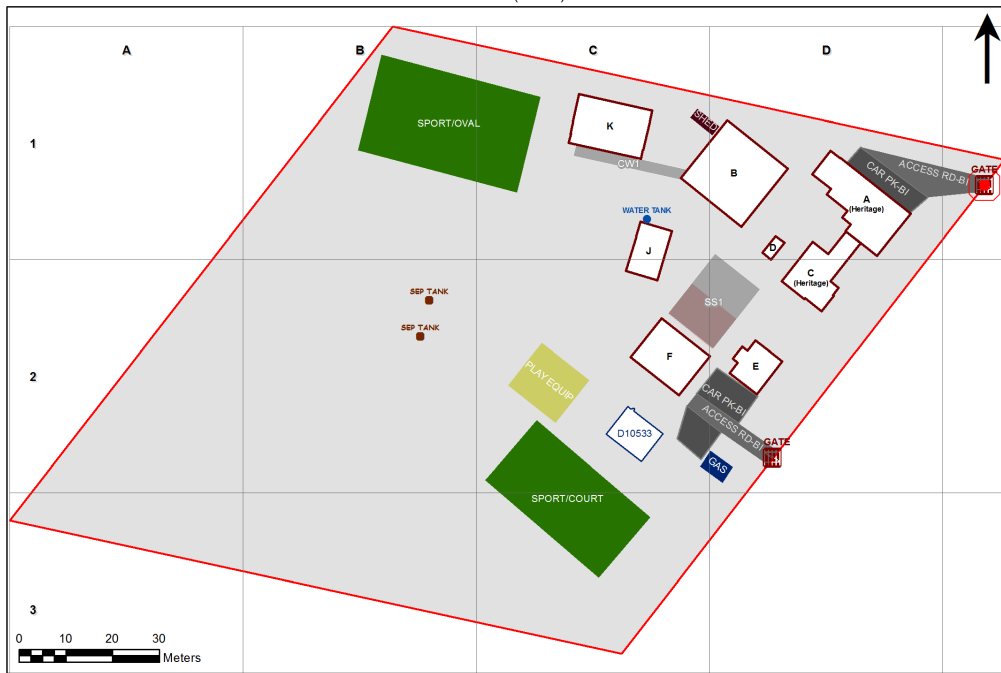 A
B
C
D
1
SPORT/OVAL
K
SHED
CW1
B
ACCESS RD-BI
CAR PK-BI
GATE
A
(Heritage)
WATER TANK
J
D
C
(Heritage)
SEP TANK
SS1
SEP TANK
F
E
2
PLAY EQUIP
CAR PK-BI
ACCESS RD-BI
D10533
GATE
GAS
SPORT/COURT
3
0 10 20 30
Meters